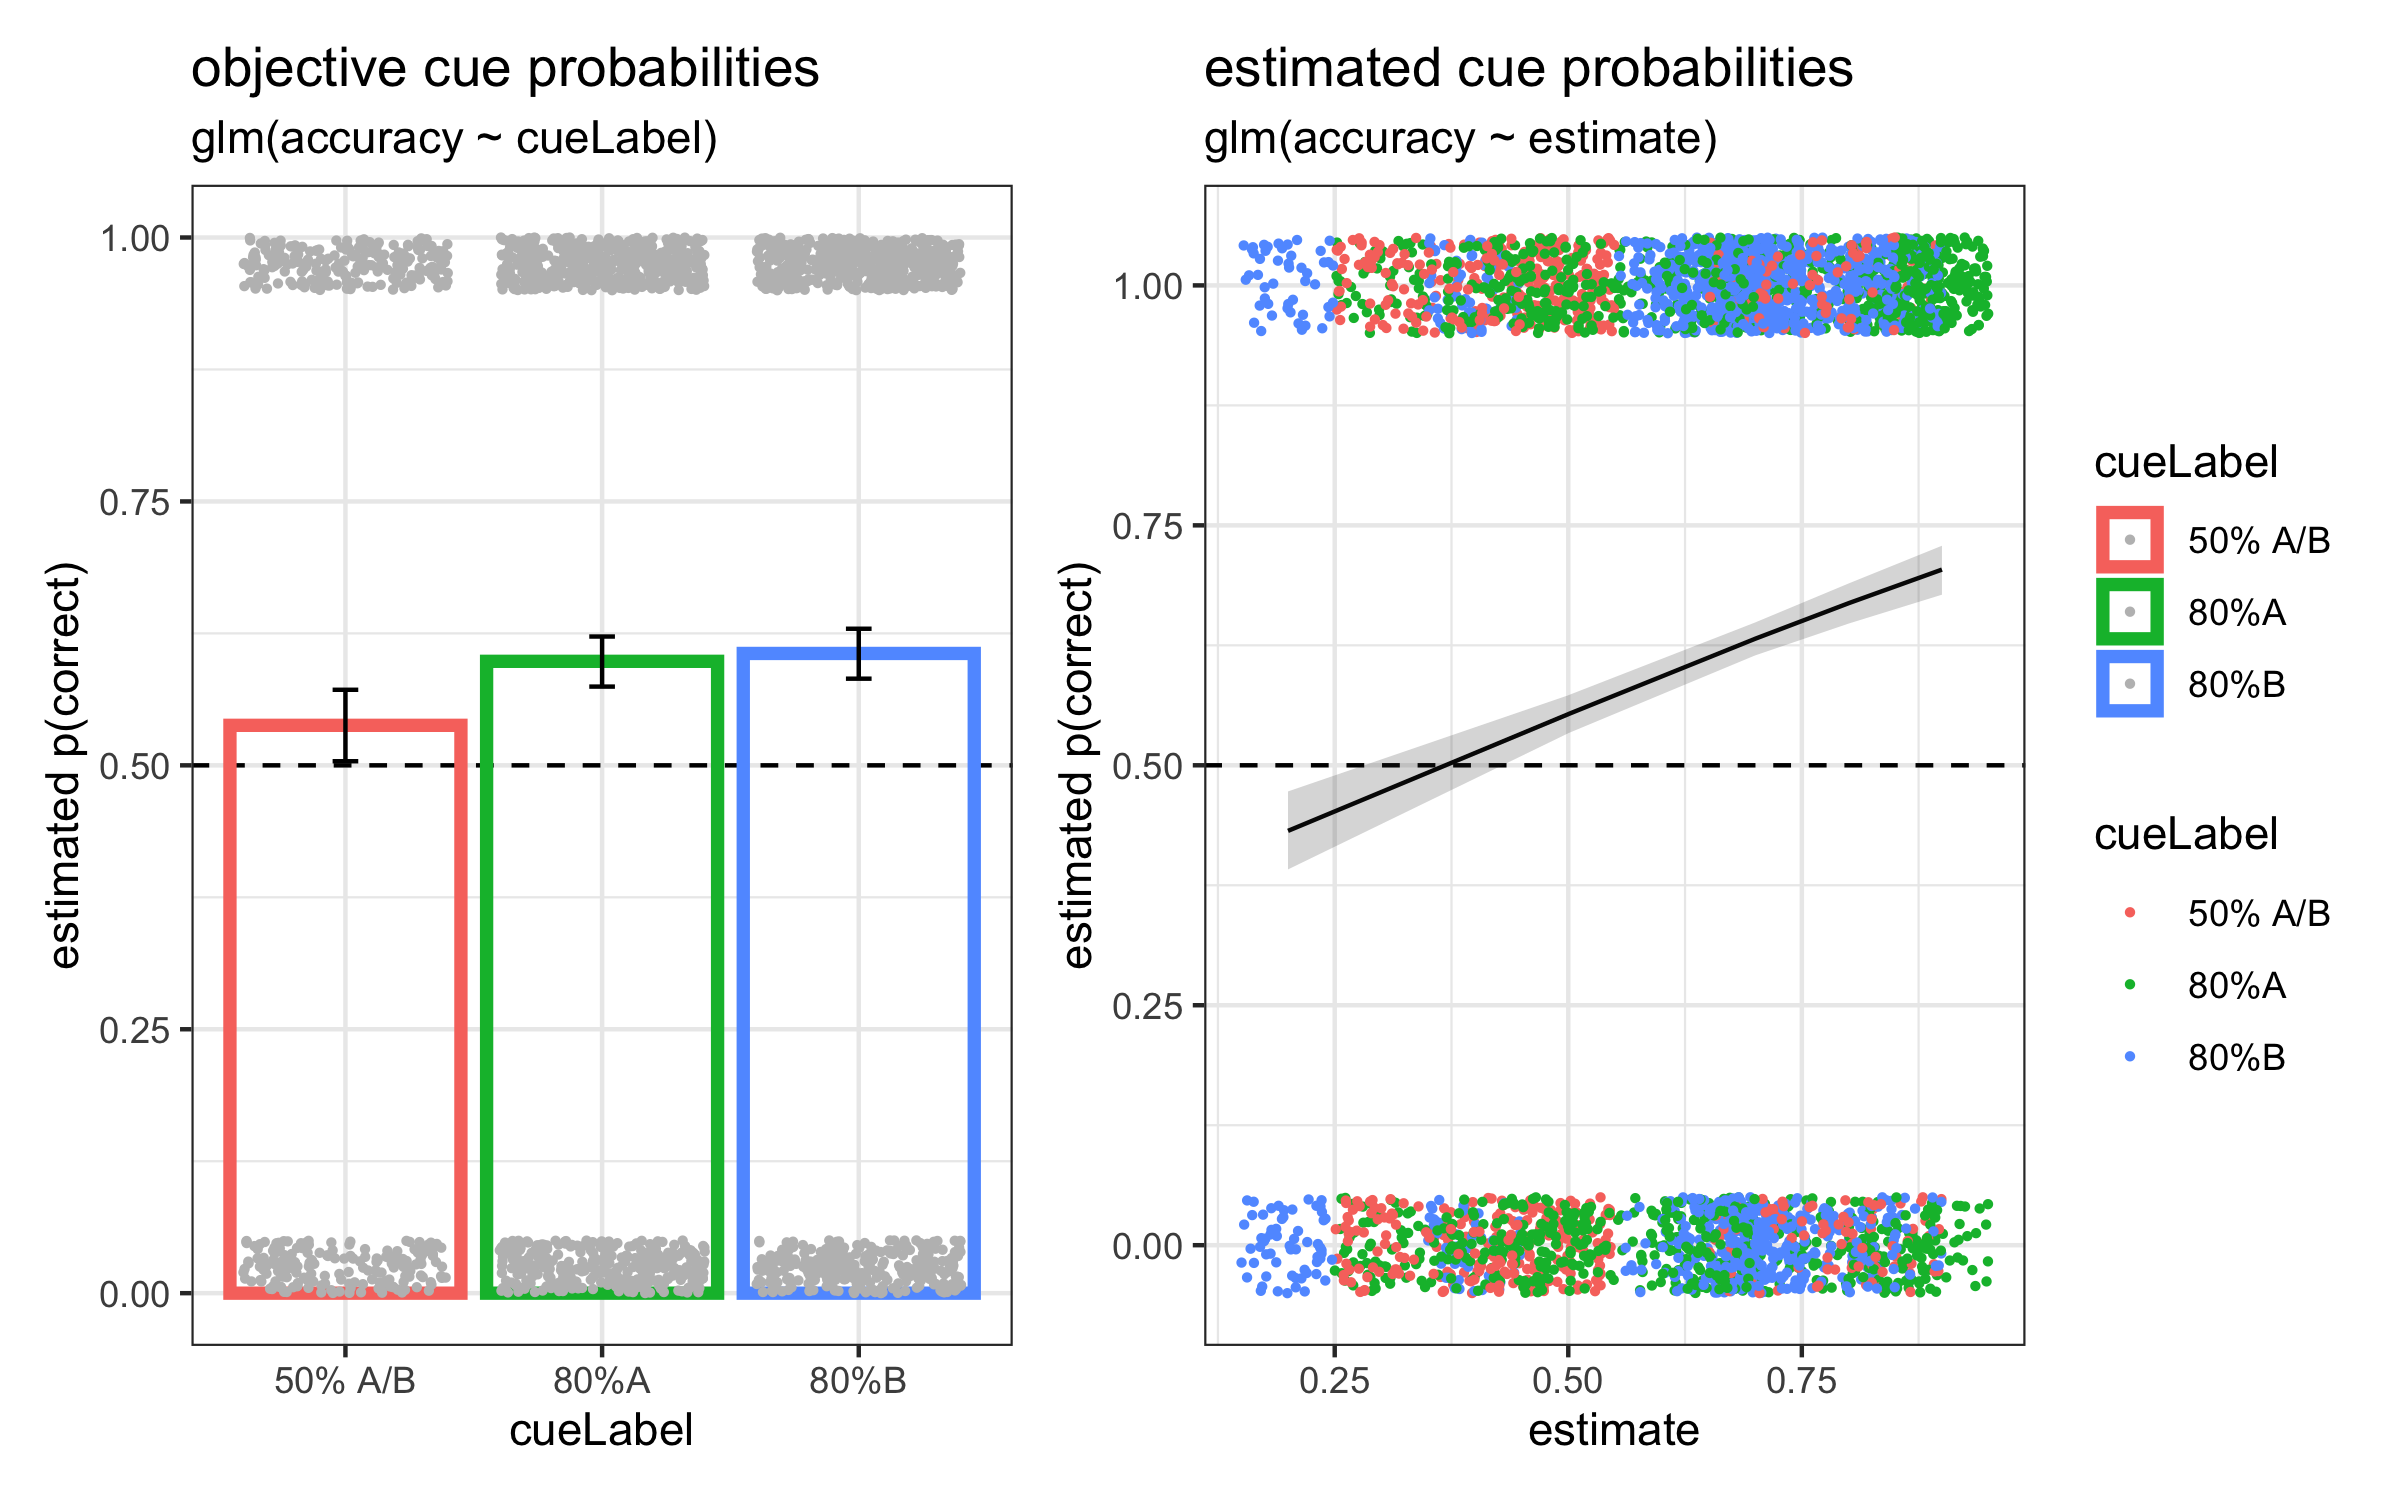 objective cue probabilities
glm(accuracy ~ cueLabel)
estimated p(correct)
1.00
0.75
0.50
0.25
0.00
50% A/B
80%A
80%B
cueLabel
estimated cue probabilities
glm(accuracy ~ estimate)
estimated p(correct)
1.00
0.75
0.50
0.25
0.00
0.25
0.50
0.75
estimate
cueLabel
50% A/B
80%A
80%B
cueLabel
50% A/B
80%A
80%B